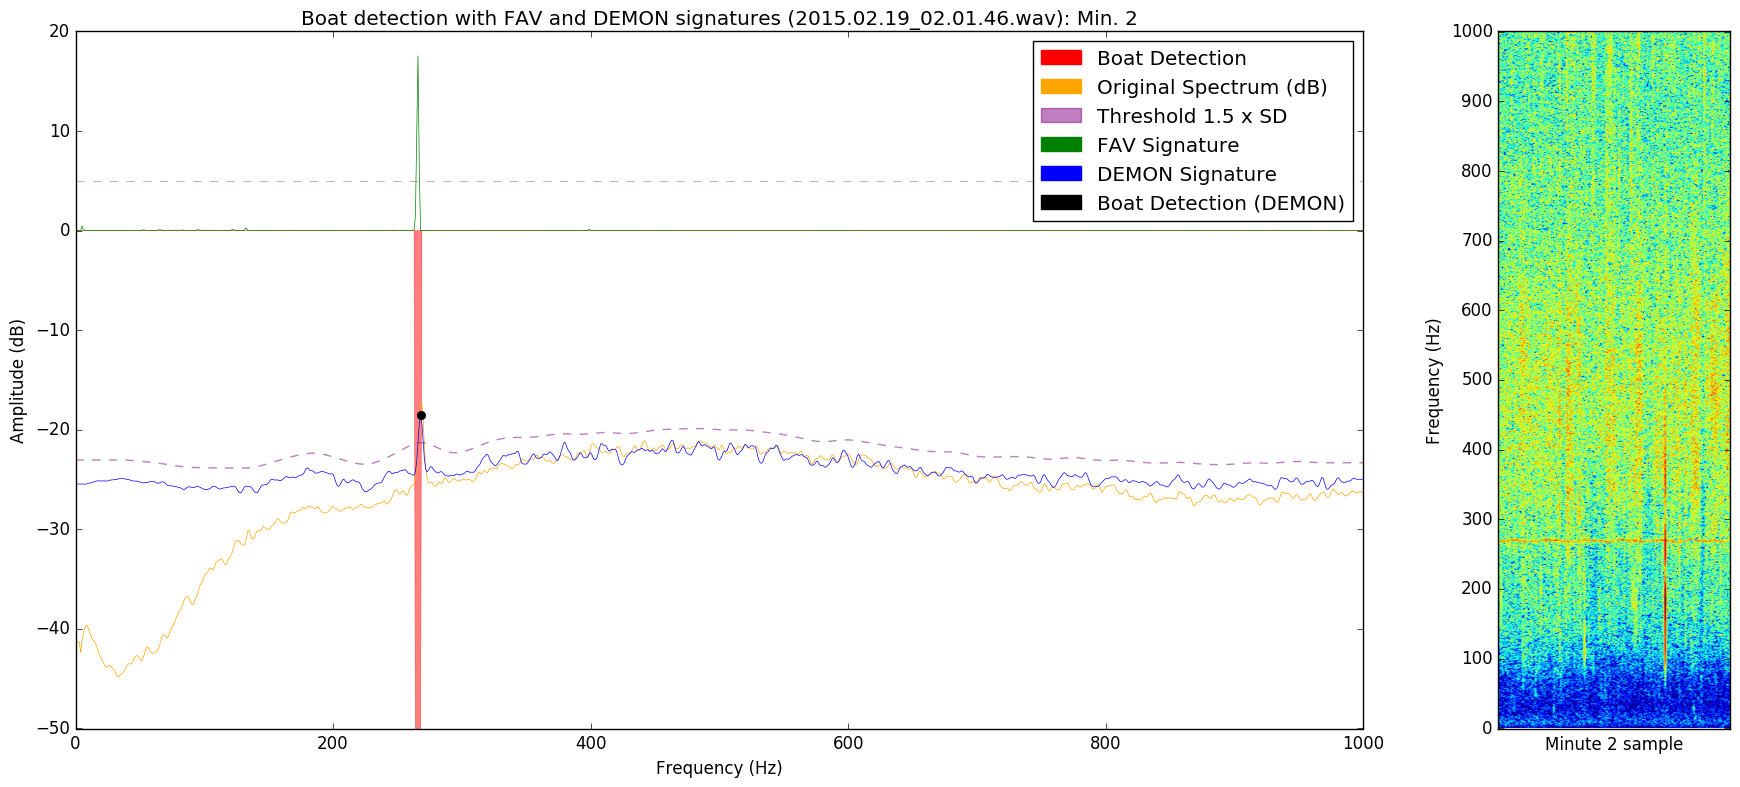 Boat detection with FAV and DEMON signatures (2015.02.19_02.01.46.wav): Min. 2
Boat Detection
Original Spectrum (dB)
Threshold 1.5 x SD
FAV Signature
DEMON Signature
Boat Detection (DEMON)
Amplitude (dB)
20
10
0
−10
−20
−30
−40
−50
0
200
400
600
800
1000
Frequency (Hz)
Frequency (Hz)
1000
900
800
700
600
500
400
300
200
100
0
Minute 2 sample